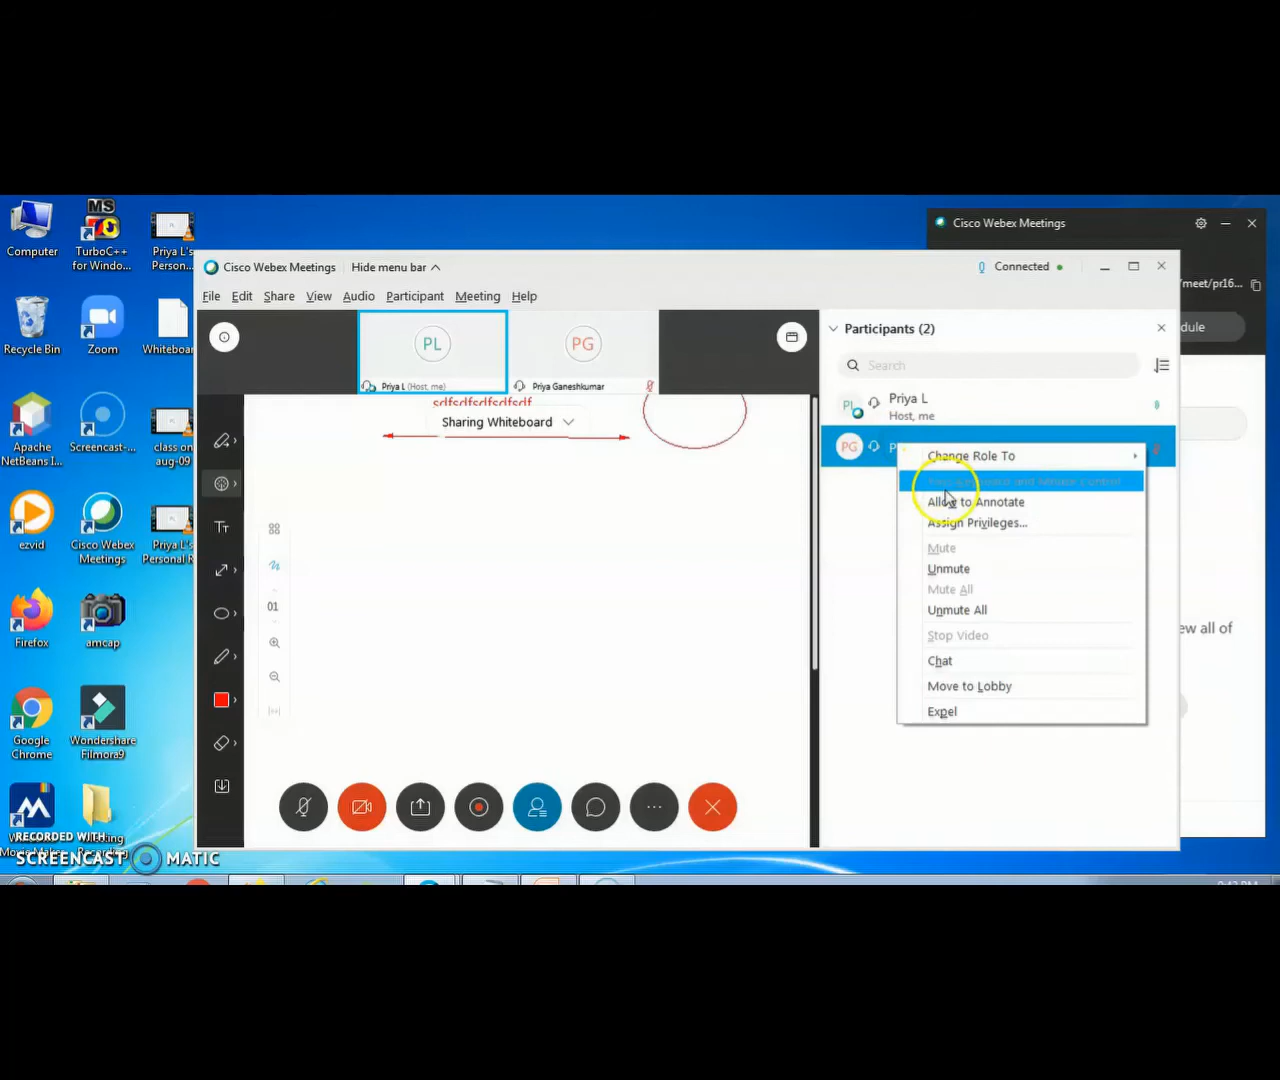 Computer
MS
TurboC++
for Windo...
Priya L's
Person...
Recycle Bin
Zoom
Whiteboar
Apache
NetBeans I...
Screencast-...
class on
aug-09
ezvid
Cisco Webex
Meetings
Priya L's
Personal R
Firefox
amcap
Google
Chrome
Wondershare
Filmora9
RECORDED WITH
SCREENCAST MATIC
Cisco Webex Meetings
/meet/pr16...
dule
ew all of
Cisco Webex Meetings
Hide menu bar
Connected
File Edit Share View Audio Participant Meeting Help
PL
Priya L (Host, me)
PG
Priya Ganeshkumar
sdfsdfsdfsdfsdf
Sharing Whiteboard
Tt
01
Participants (2)
Search
PL
Priya L
Host, me
PG
P
Change Role To
Allow to Annotate
Assign Privileges...
Mute
Unmute
Mute All
Unmute All
Stop Video
Chat
Move to Lobby
Expel